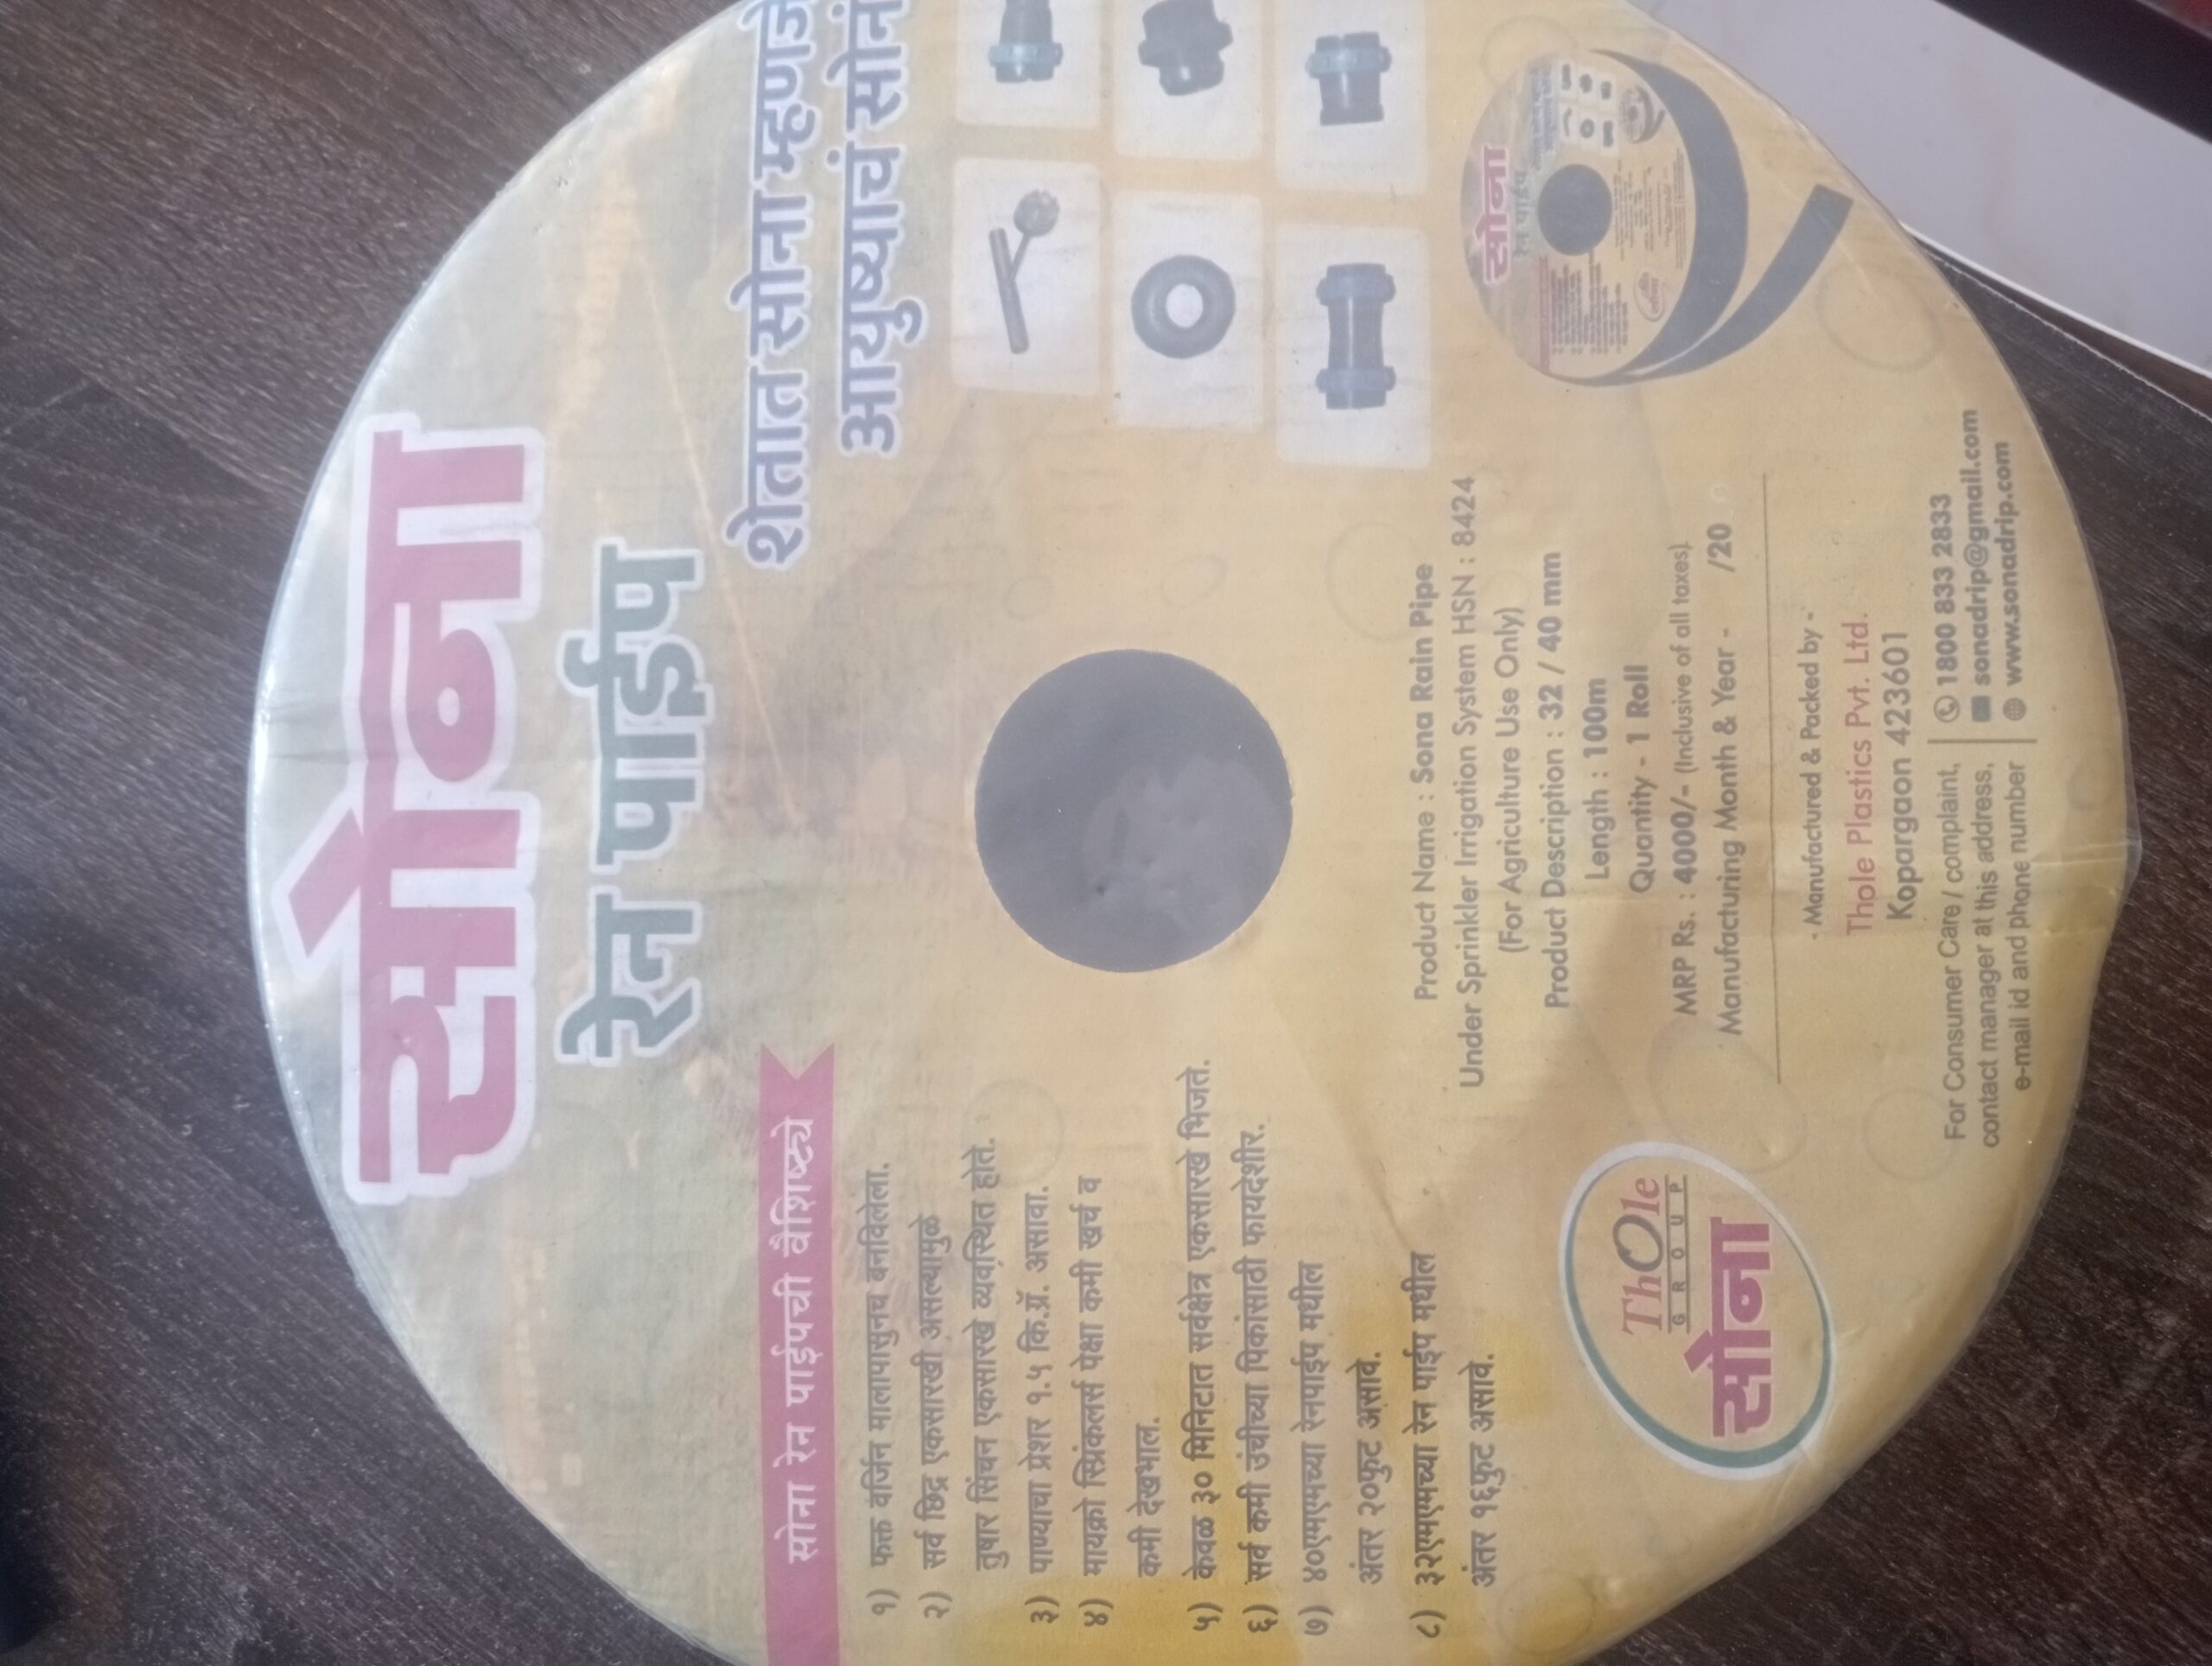 सोना
रेन पाईप
शेतात सोना म्हणजे
आयुष्याचं सोनं
सोना रेन पाईपची वैशिष्ट्ये
१) फक्त वर्जिन मालापासुनच बनविलेला.
२) सर्व छिद्र एकसारखी असल्यामुळे
तुषार सिंचन एकसारखे व्यवस्थित होते.
३) पाण्याचा प्रेशर १.५ कि.ग्रॅ. असावा.
४) मायक्रो स्प्रिंकलर्स पेक्षा कमी खर्च व
कमी देखभाल.
५) केवळ ३० मिनिटात सर्वक्षेत्र एकसारखे भिजते.
६) सर्व कमी उंचीच्या पिकांसाठी फायदेशीर.
७) ४०एमएमच्या रेनपाईप मधील
अंतर २०फुट असावे.
८) ३२एमएमच्या रेन पाईप मधील
अंतर १६फुट असावे.
Thole
GROUP
सोना
Product Name : Sona Rain Pipe
Under Sprinkler Irrigation System HSN : 8424
(For Agriculture Use Only)
Product Description : 32 / 40 mm
Length : 100m
Quantity - 1 Roll
MRP Rs. : 4000/- (Inclusive of all taxes)
Manufacturing Month & Year - /20
- Manufactured & Packed by -
Thole Plastics Pvt. Ltd.
Kopargaon 423601
For Consumer Care / complaint,
contact manager at this address,
e-mail id and phone number
1800 833 2833
sonadrip@gmail.com
www.sonadrip.com
सोना
रेन पाईप